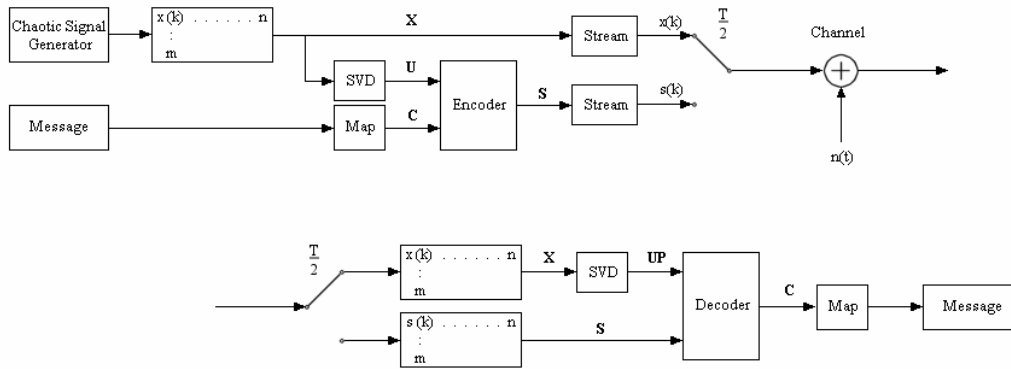 Chaotic Signal
Generator
x(k) . . . . . . n
:
m
X
SVD
U
Message
Map
C
Encoder
S
Stream
x(k)
Stream
s(k)
T
2
Channel
+
n(t)
T
2
x(k) . . . . . . n
:
m
X
SVD
UP
s(k) . . . . . . n
:
m
S
Decoder
C
Map
Message